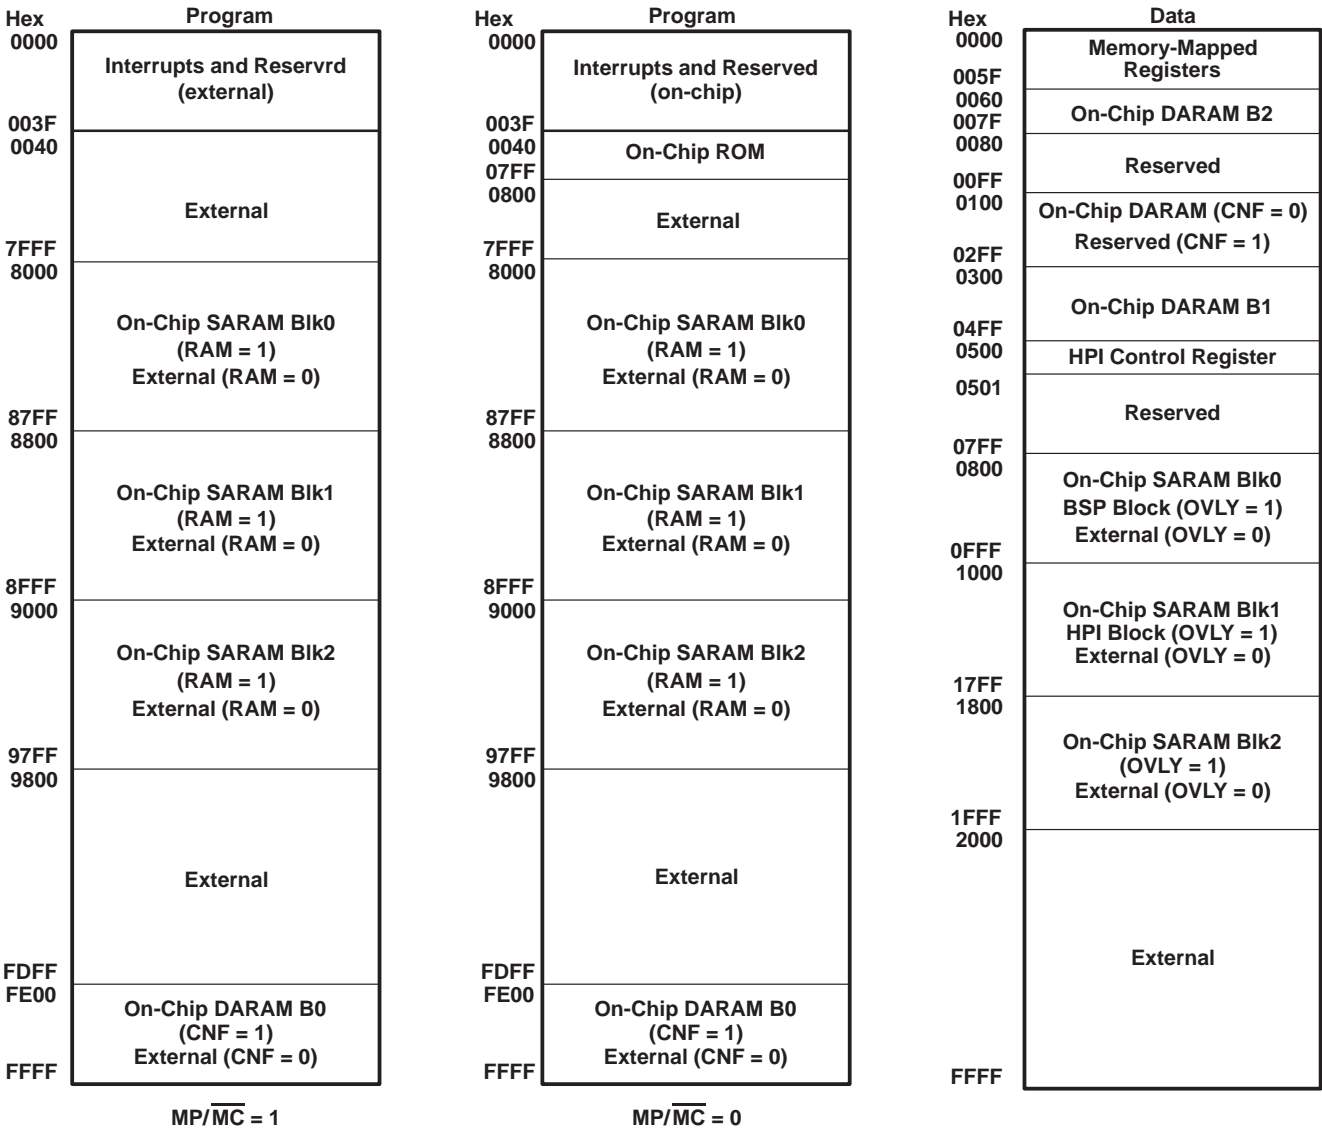 Hex
Program
0000
Interrupts and Reservrd
(external)
003F
0040
External
7FFF
8000
On-Chip SARAM Blk0
(RAM = 1)
External (RAM = 0)
87FF
8800
On-Chip SARAM Blk1
(RAM = 1)
External (RAM = 0)
8FFF
9000
On-Chip SARAM Blk2
(RAM = 1)
External (RAM = 0)
97FF
9800
External
FDFF
FE00
On-Chip DARAM B0
(CNF = 1)
External (CNF = 0)
FFFF
MP/M̅C̅ = 1
Hex
Program
0000
Interrupts and Reserved
(on-chip)
003F
0040
On-Chip ROM
07FF
0800
External
7FFF
8000
On-Chip SARAM Blk0
(RAM = 1)
External (RAM = 0)
87FF
8800
On-Chip SARAM Blk1
(RAM = 1)
External (RAM = 0)
8FFF
9000
On-Chip SARAM Blk2
(RAM = 1)
External (RAM = 0)
97FF
9800
External
FDFF
FE00
On-Chip DARAM B0
(CNF = 1)
External (CNF = 0)
FFFF
MP/M̅C̅ = 0
Hex
Data
0000
Memory-Mapped
Registers
005F
0060
On-Chip DARAM B2
007F
0080
Reserved
00FF
0100
On-Chip DARAM (CNF = 0)
Reserved (CNF = 1)
02FF
0300
On-Chip DARAM B1
04FF
0500
HPI Control Register
0501
Reserved
07FF
0800
On-Chip SARAM Blk0
BSP Block (OVLY = 1)
External (OVLY = 0)
0FFF
1000
On-Chip SARAM Blk1
HPI Block (OVLY = 1)
External (OVLY = 0)
17FF
1800
On-Chip SARAM Blk2
(OVLY = 1)
External (OVLY = 0)
1FFF
2000
External
FFFF